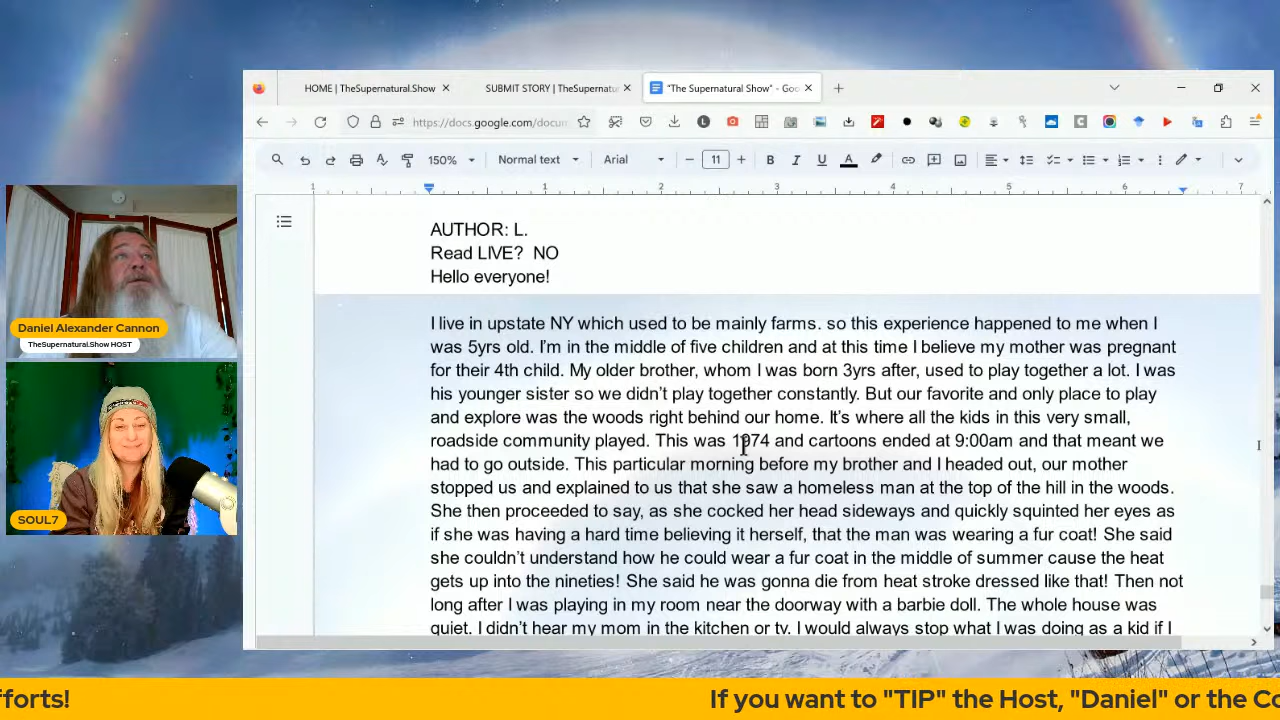 HOME | TheSupernatural.Show
SUBMIT STORY | TheSupernatu
"The Supernatural Show" - Goo
https://docs.google.com/docum
150%
Normal text
Arial
11
B I U A
1 1 2 3 4 5 6 7
AUTHOR: L.
Read LIVE? NO
Hello everyone!
I live in upstate NY which used to be mainly farms. so this experience happened to me when I
was 5yrs old. I'm in the middle of five children and at this time I believe my mother was pregnant
for their 4th child. My older brother, whom I was born 3yrs after, used to play together a lot. I was
his younger sister so we didn't play together constantly. But our favorite and only place to play
and explore was the woods right behind our home. It's where all the kids in this very small,
roadside community played. This was 1974 and cartoons ended at 9:00am and that meant we
had to go outside. This particular morning before my brother and I headed out, our mother
stopped us and explained to us that she saw a homeless man at the top of the hill in the woods.
She then proceeded to say, as she cocked her head sideways and quickly squinted her eyes as
if she was having a hard time believing it herself, that the man was wearing a fur coat! She said
she couldn't understand how he could wear a fur coat in the middle of summer cause the heat
gets up into the nineties! She said he was gonna die from heat stroke dressed like that! Then not
long after I was playing in my room near the doorway with a barbie doll. The whole house was
quiet. I didn't hear my mom in the kitchen or tv. I would always stop what I was doing as a kid if I
Daniel Alexander Cannon
TheSupernatural.Show HOST
SOUL7
fforts!
If you want to "TIP" the Host, "Daniel" or the Co